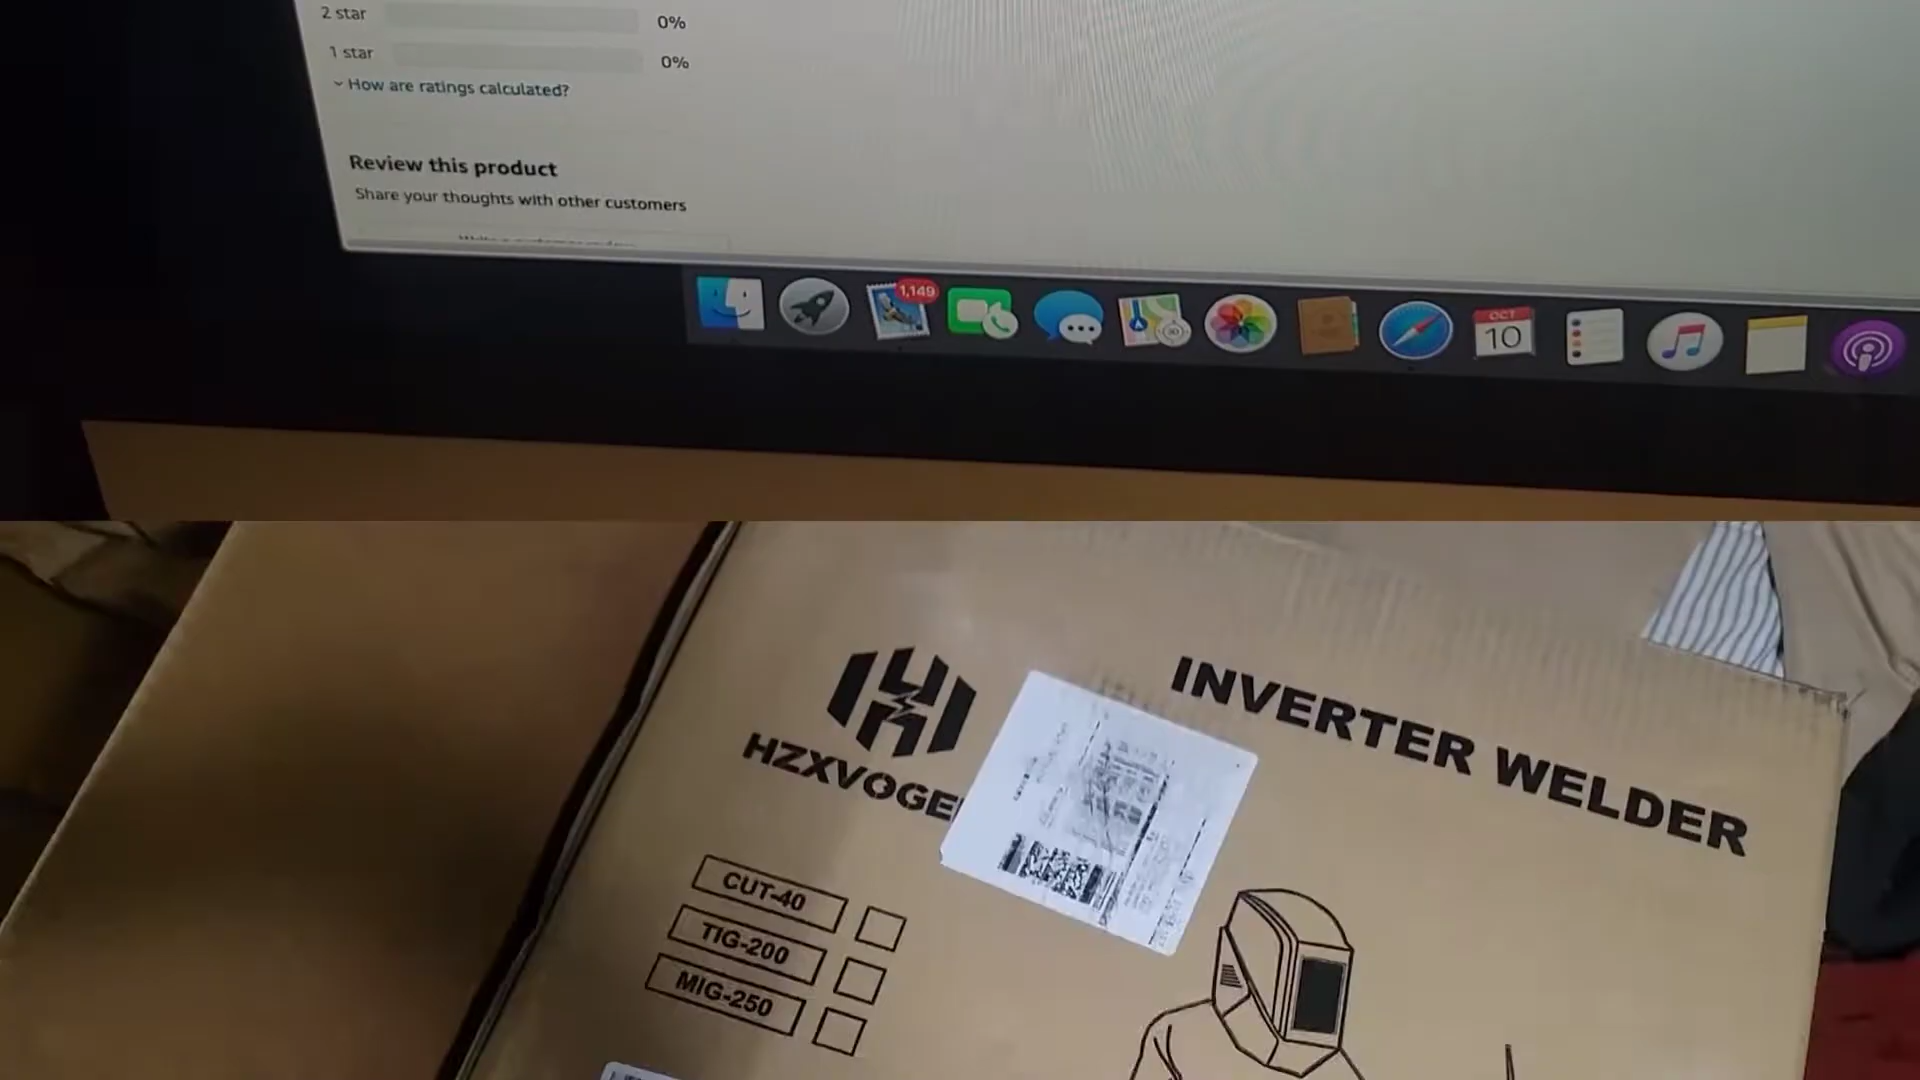 2 star 0%
1 star 0%
How are ratings calculated?
Review this product
Share your thoughts with other customers
1,149
OCT
10
INVERTER WELDER
HZXVOGE
CUT-40
TIG-200
MIG-250